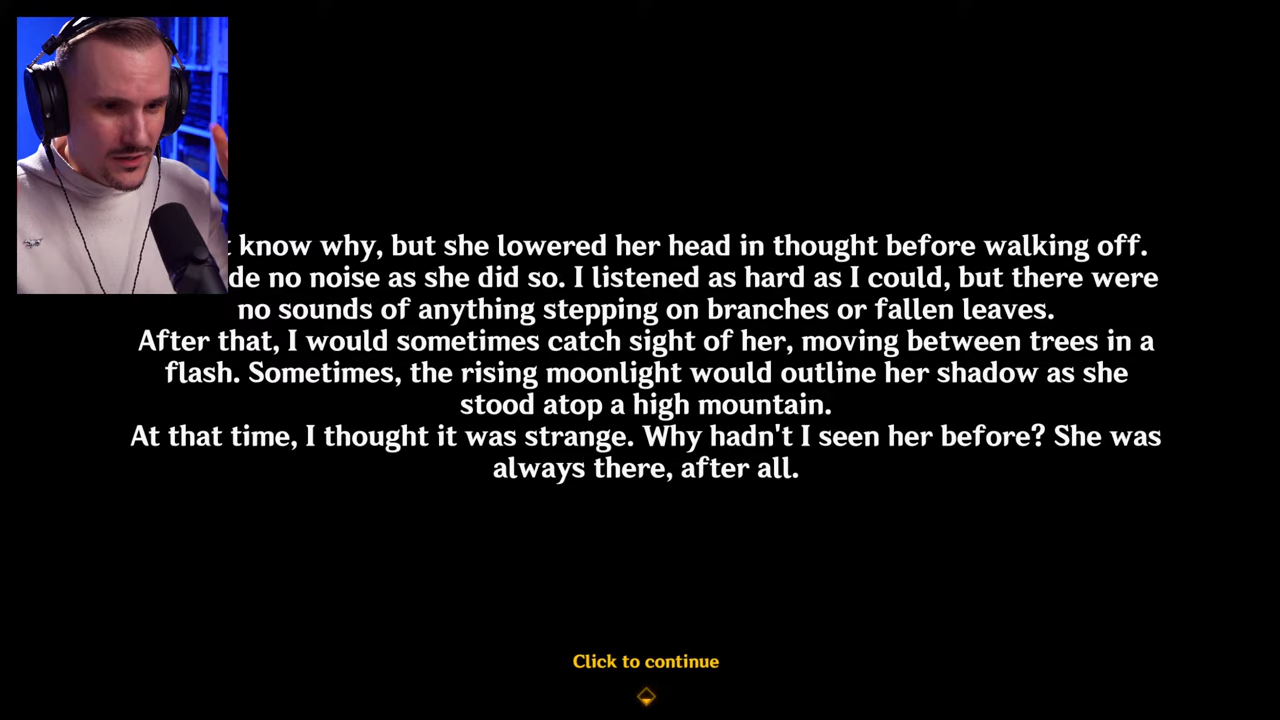 know why, but she lowered her head in thought before walking off.
no noise as she did so. I listened as hard as I could, but there were
no sounds of anything stepping on branches or fallen leaves.
After that, I would sometimes catch sight of her, moving between trees in a
flash. Sometimes, the rising moonlight would outline her shadow as she
stood atop a high mountain.
At that time, I thought it was strange. Why hadn't I seen her before? She was
always there, after all.
Click to continue